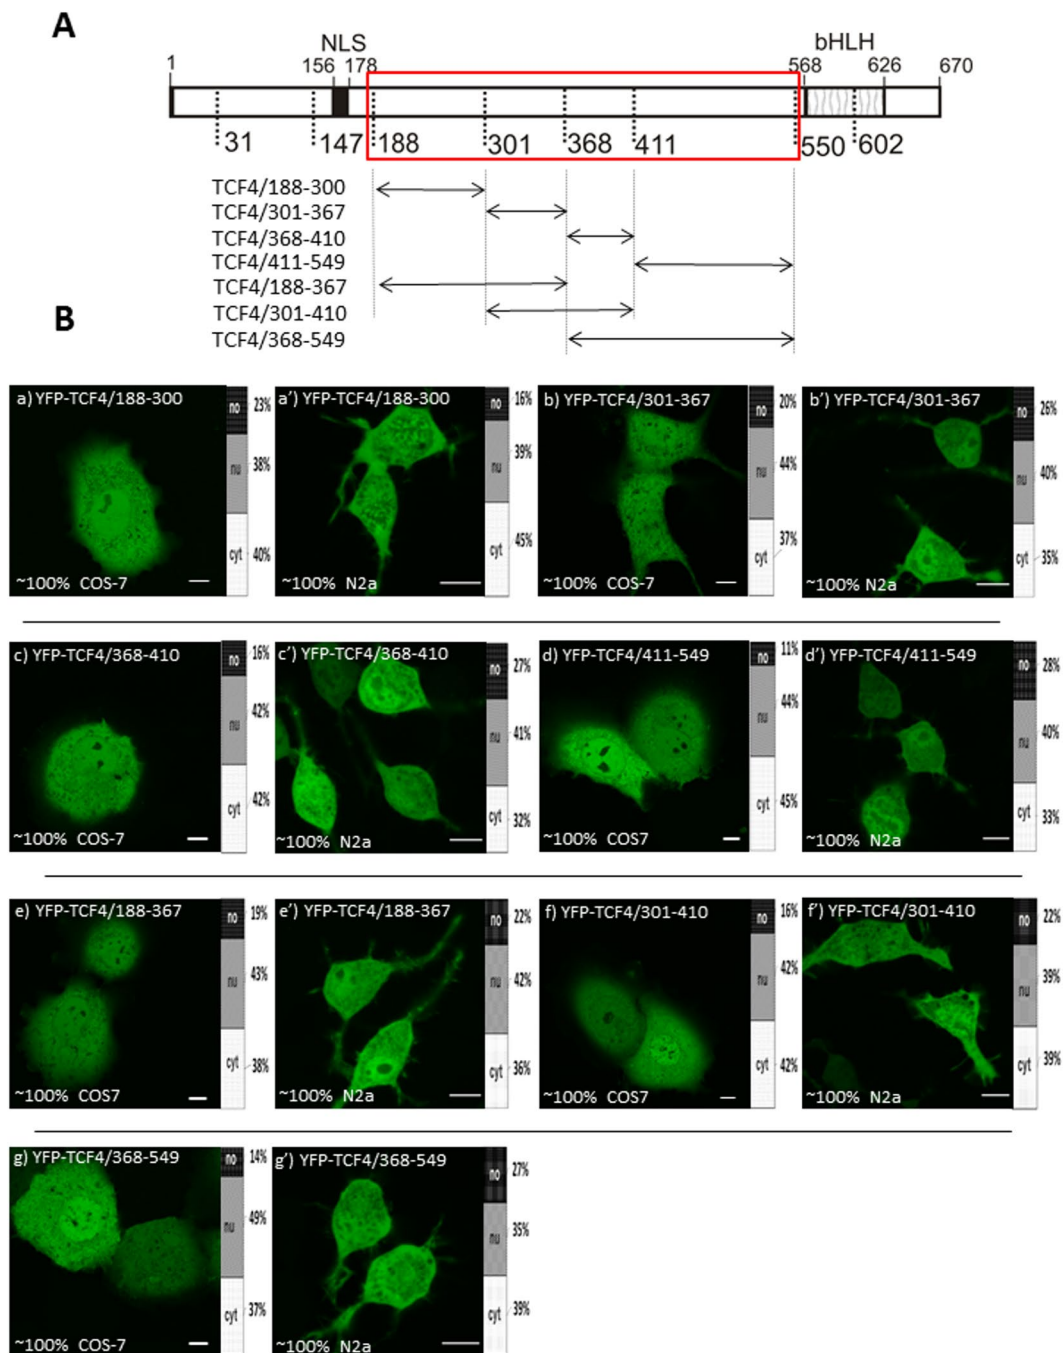 A
NLS
bHLH
1
156
178
568
626
670
31
147
188
301
368
411
550
602
TCF4/188-300
TCF4/301-367
TCF4/368-410
TCF4/411-549
TCF4/188-367
TCF4/301-410
TCF4/368-549
B
a) YFP-TCF4/188-300
no
23%
nu
38%
cyt
40%
~100% COS-7
a') YFP-TCF4/188-300
no
16%
nu
39%
cyt
45%
~100% N2a
b) YFP-TCF4/301-367
no
20%
nu
44%
cyt
37%
~100% COS-7
b') YFP-TCF4/301-367
no
26%
nu
40%
cyt
35%
~100% N2a
c) YFP-TCF4/368-410
no
16%
nu
42%
cyt
42%
~100% COS-7
c') YFP-TCF4/368-410
no
27%
nu
41%
cyt
32%
~100% N2a
d) YFP-TCF4/411-549
no
11%
nu
44%
cyt
45%
~100% COS7
d') YFP-TCF4/411-549
no
28%
nu
40%
cyt
33%
~100% N2a
e) YFP-TCF4/188-367
no
19%
nu
43%
cyt
38%
~100% COS7
e') YFP-TCF4/188-367
no
22%
nu
42%
cyt
36%
~100% N2a
f) YFP-TCF4/301-410
no
16%
nu
42%
cyt
42%
~100% COS7
f') YFP-TCF4/301-410
no
22%
nu
39%
cyt
39%
~100% N2a
g) YFP-TCF4/368-549
no
14%
nu
49%
cyt
37%
~100% COS-7
g') YFP-TCF4/368-549
no
27%
nu
35%
cyt
39%
~100% N2a